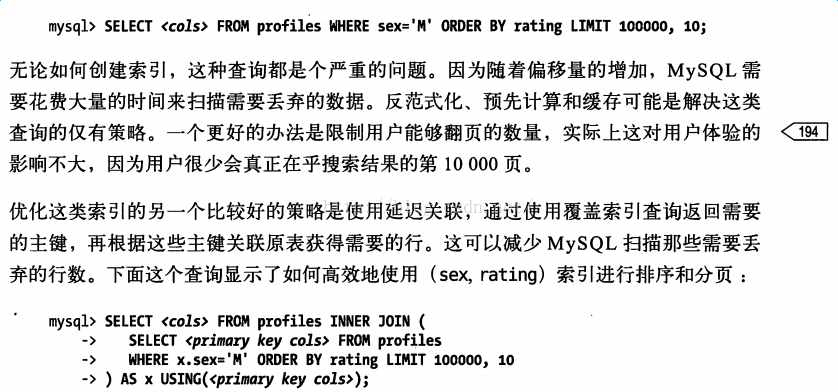 mysql> SELECT <cols> FROM profiles WHERE sex='M' ORDER BY rating LIMIT 100000, 10;
无论如何创建索引，这种查询都是个严重的问题。因为随着偏移量的增加，MySQL 需
要花费大量的时间来扫描需要丢弃的数据。反范式化、预先计算和缓存可能是解决这类
查询的仅有策略。一个更好的办法是限制用户能够翻页的数量，实际上这对用户体验的
194
影响不大，因为用户很少会真正在乎搜索结果的第 10 000 页。
优化这类索引的另一个比较好的策略是使用延迟关联，通过使用覆盖索引查询返回需要
的主键，再根据这些主键关联原表获得需要的行。这可以减少 MySQL 扫描那些需要丢
弃的行数。下面这个查询显示了如何高效地使用（sex, rating）索引进行排序和分页：
mysql> SELECT <cols> FROM profiles INNER JOIN (
-> SELECT <primary key cols> FROM profiles
-> WHERE x.sex='M' ORDER BY rating LIMIT 100000, 10
-> ) AS x USING(<primary key cols>);